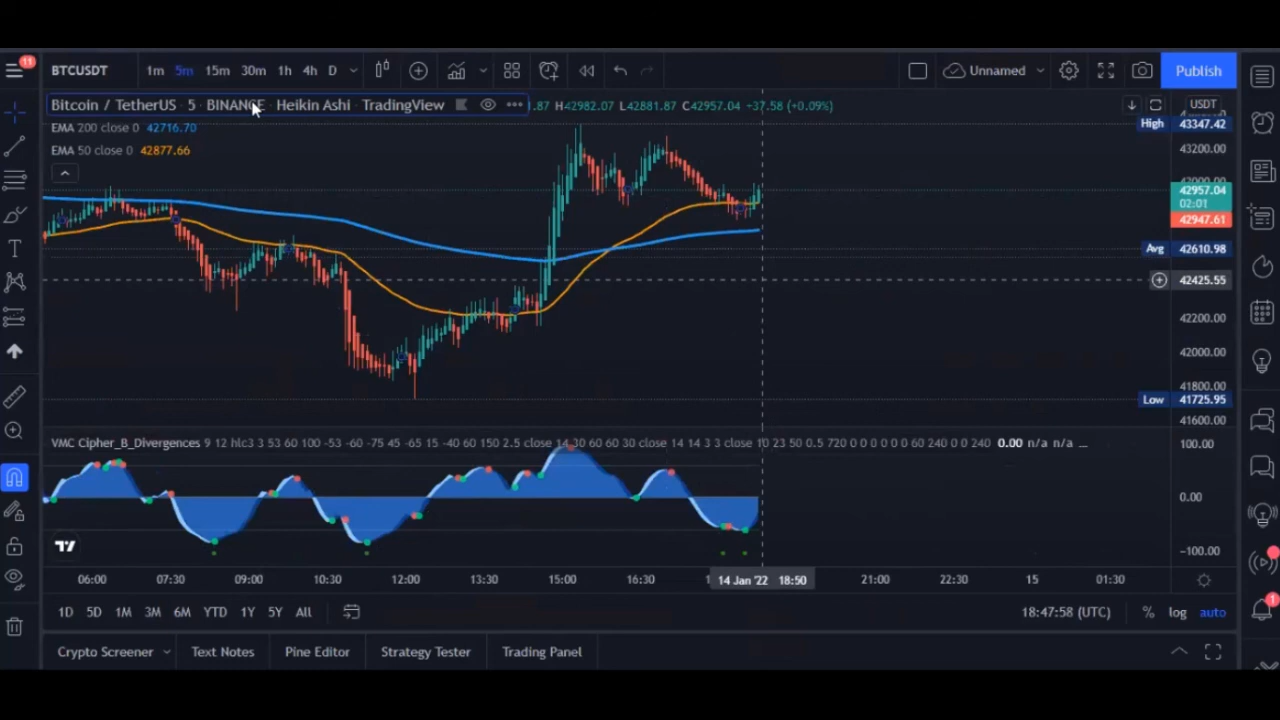 11
BTCUSDT 1m 5m 15m 30m 1h 4h D Unnamed Publish
Bitcoin / TetherUS 5 BINANCE Heikin Ashi TradingView 1.87 H42982.07 L42881.87 C42957.04 +37.58 (+0.09%) USDT
High 43347.42
EMA 200 close 0 42716.70
EMA 50 close 0 42877.66
43200.00
42957.04
02:01
42947.61
Avg 42610.98
42425.55
42200.00
42000.00
41800.00
Low 41725.95
41600.00
VMC Cipher_B_Divergences 9 12 hlc3 3 53 60 100 -53 -60 -75 45 -65 15 -40 60 150 2.5 close 14 30 60 60 30 close 14 14 3 3 close 10 23 50 0.5 720 0 0 0 0 0 0 60 240 0 0 240 0.00 n/a n/a ...
100.00
0.00
-100.00
06:00 07:30 09:00 10:30 12:00 13:30 15:00 16:30 14 Jan '22 18:50 21:00 22:30 15 01:30
1D 5D 1M 3M 6M YTD 1Y 5Y All 18:47:58 (UTC) % log auto
1
Crypto Screener Text Notes Pine Editor Strategy Tester Trading Panel